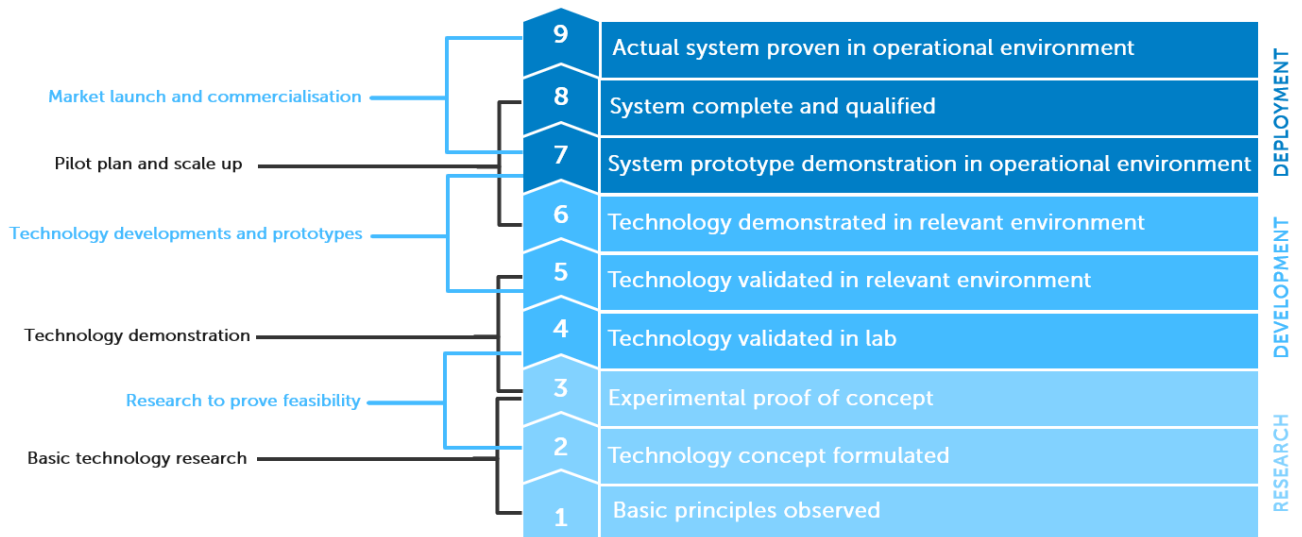 9 Actual system proven in operational environment
Market launch and commercialisation
8 System complete and qualified
Pilot plan and scale up
7 System prototype demonstration in operational environment
DEPLOYMENT
Technology developments and prototypes
6 Technology demonstrated in relevant environment
5 Technology validated in relevant environment
Technology demonstration
4 Technology validated in lab
DEVELOPMENT
Research to prove feasibility
3 Experimental proof of concept
Basic technology research
2 Technology concept formulated
1 Basic principles observed
RESEARCH